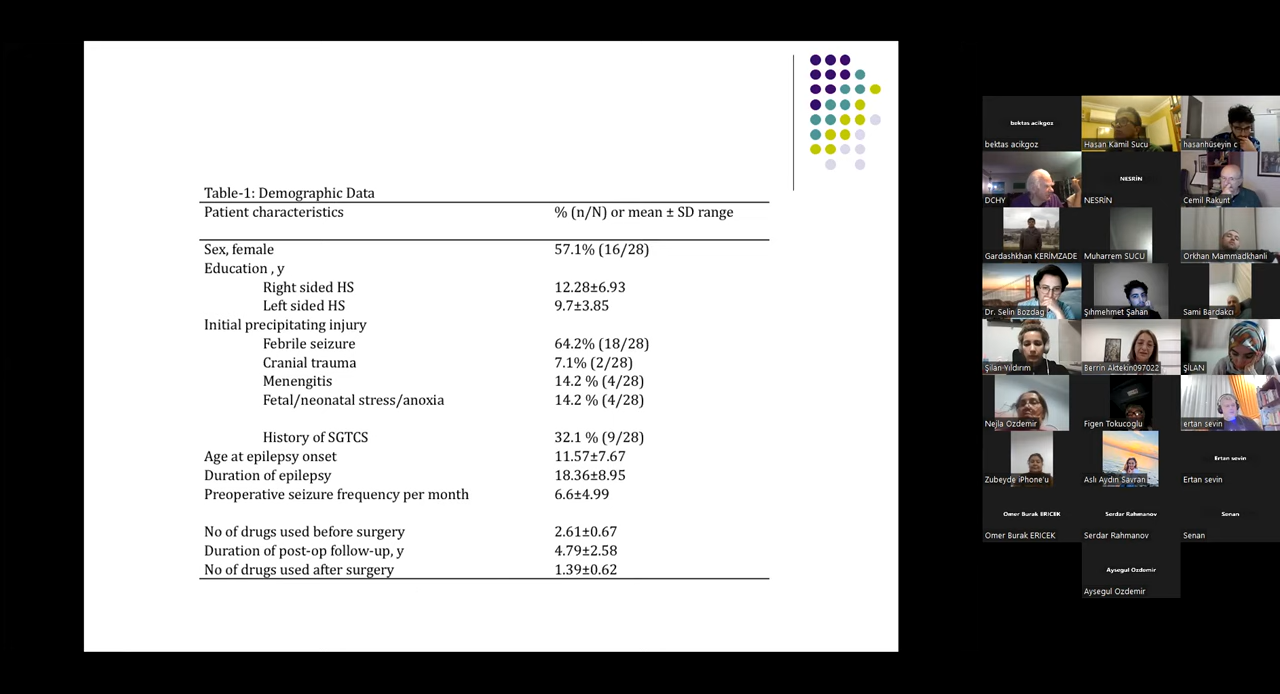 Table-1: Demographic Data
Patient characteristics % (n/N) or mean ± SD range
Sex, female 57.1% (16/28)
Education , y
Right sided HS 12.28±6.93
Left sided HS 9.7±3.85
Initial precipitating injury
Febrile seizure 64.2% (18/28)
Cranial trauma 7.1% (2/28)
Menengitis 14.2 % (4/28)
Fetal/neonatal stress/anoxia 14.2 % (4/28)
History of SGTCS 32.1 % (9/28)
Age at epilepsy onset 11.57±7.67
Duration of epilepsy 18.36±8.95
Preoperative seizure frequency per month 6.6±4.99
No of drugs used before surgery 2.61±0.67
Duration of post-op follow-up, y 4.79±2.58
No of drugs used after surgery 1.39±0.62
bektas acikgoz
bektas acikgoz
Hasan Kamil Sucu
hasanhüseyin c
DCHY
NESRİN
NESRİN
Cemil Rakunt
Gardashkhan KERİMZADE
Muharrem SUCU
Orkhan Mammadkhanli
Dr. Selin Bozdağ
Şıhmehmet Şahan
Sami Bardakcı
Şilan Yıldırım
Berrin Aktekin097022
ŞİLAN
Nejla Ozdemir
Figen Tokucoglu
ertan sevin
Zubeyde iPhone'u
Aslı Aydın Savran
Ertan sevin
Ertan sevin
Omer Burak ERICEK
Omer Burak ERICEK
Serdar Rahmanov
Serdar Rahmanov
Senan
Senan
Aysegul Ozdemir
Aysegul Ozdemir